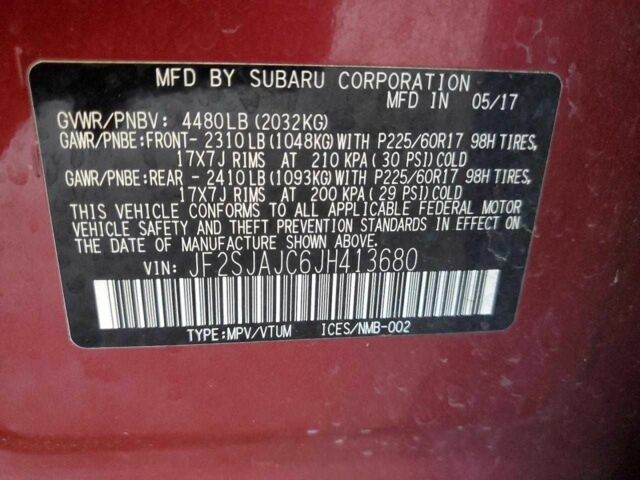 MFD BY SUBARU CORPORATION
MFD IN 05/17
GVWR/PNBV: 4480LB (2032KG)
GAWR/PNBE:FRONT- 2310LB (1048KG) WITH P225/60R17 98H TIRES,
17X7J RIMS AT 210 KPA ( 30 PSI) COLD
GAWR/PNBE:REAR - 2410LB (1093KG) WITH P225/60R17 98H TIRES,
17X7J RIMS AT 200 KPA ( 29 PSI) COLD
THIS VEHICLE CONFORMS TO ALL APPLICABLE FEDERAL MOTOR
VEHICLE SAFETY AND THEFT PREVENTION STANDARDS IN EFFECT ON
THE DATE OF MANUFACTURE SHOWN ABOVE.
VIN: JF2SJAJC6JH413680
TYPE:MPV/VTUM ICES/NMB-002